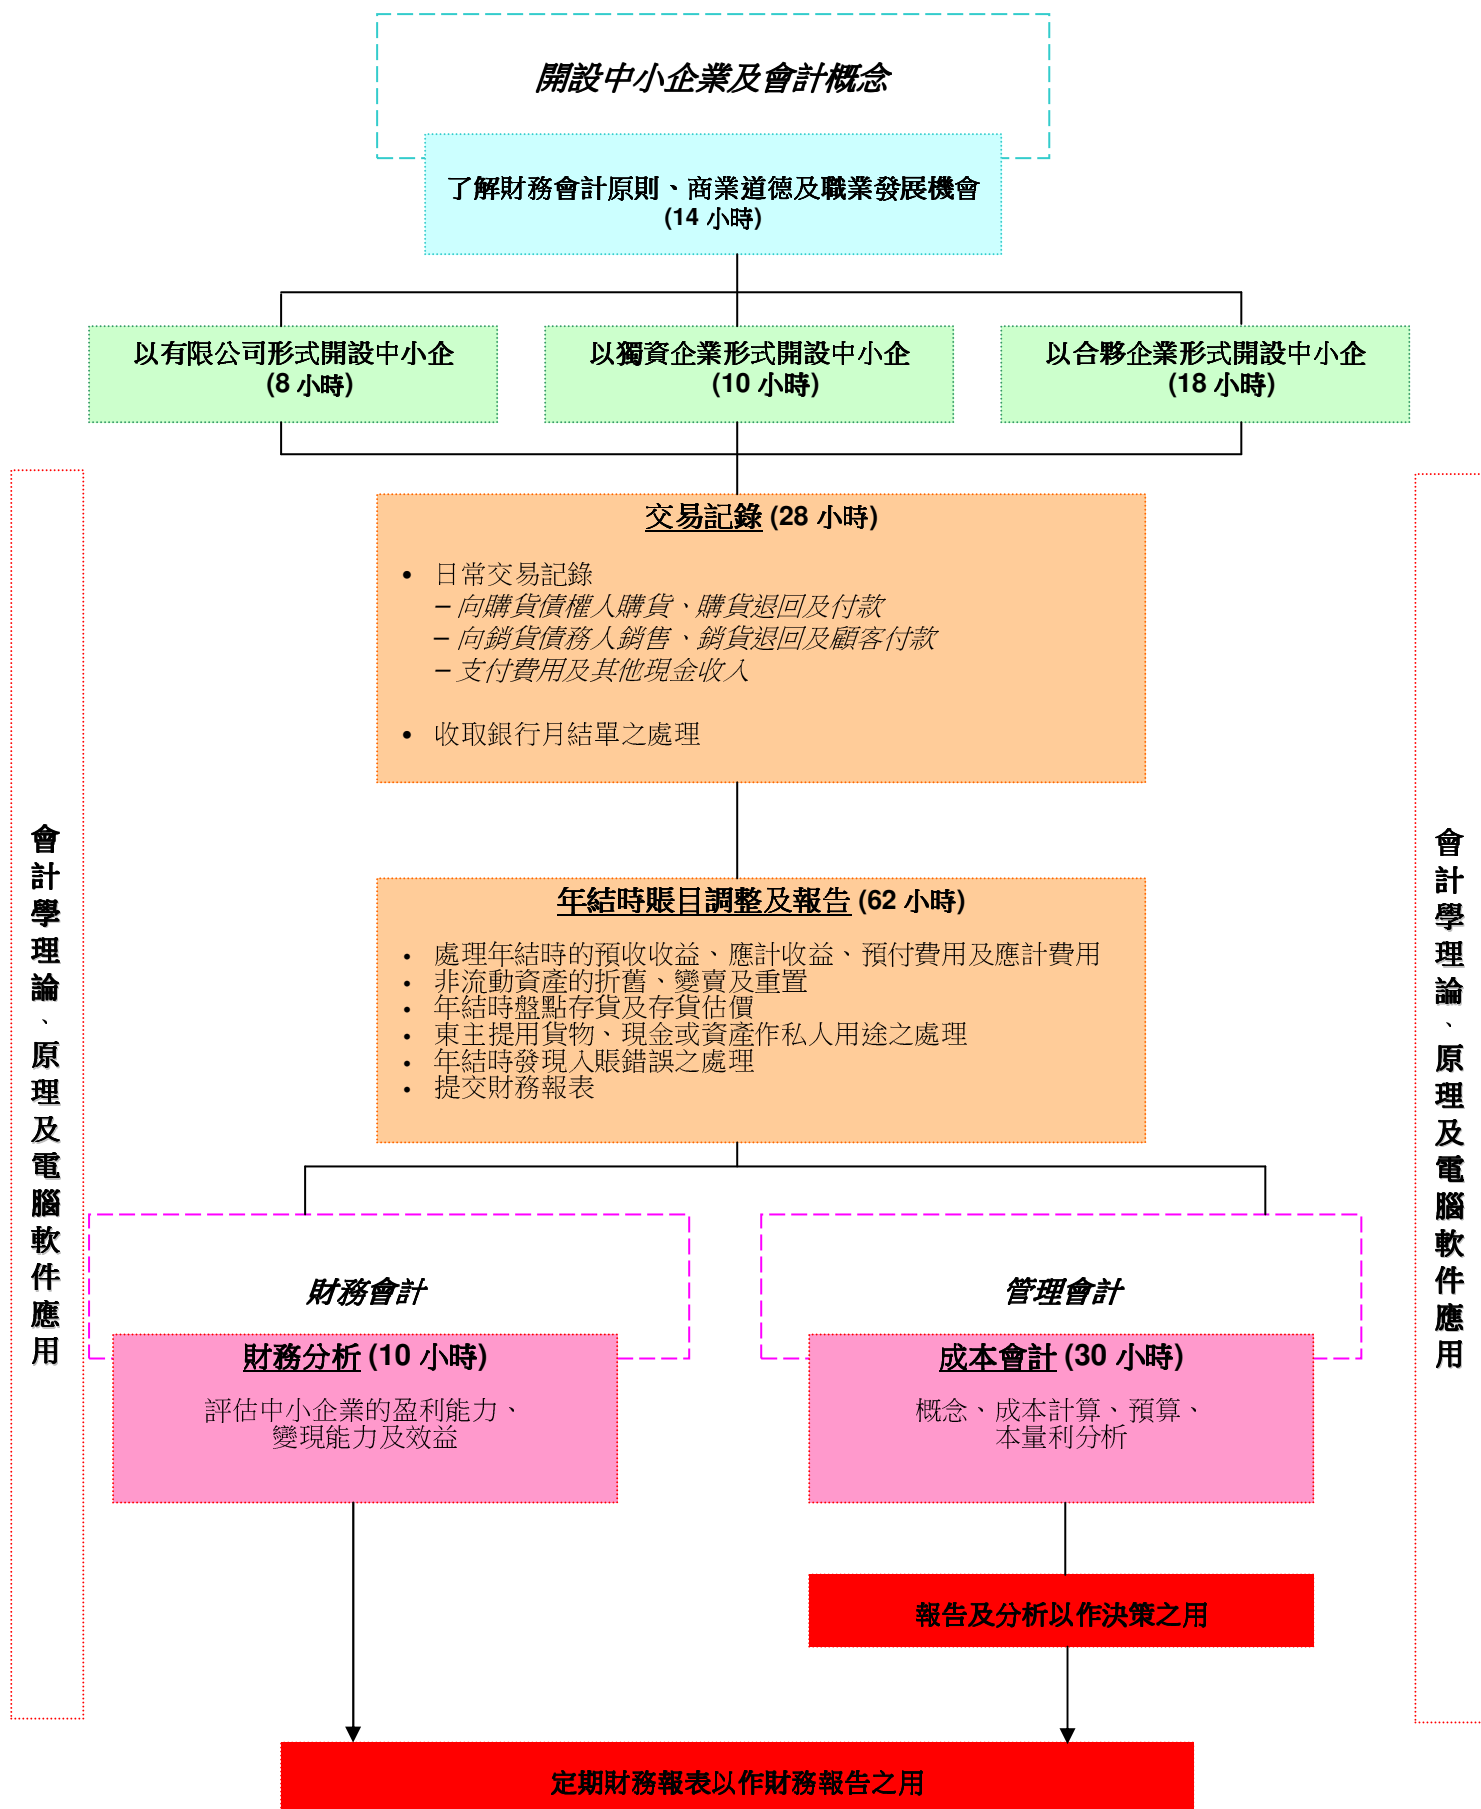 開設中小企業及會計概念
了解財務會計原則、商業道德及職業發展機會
(14 小時)
以有限公司形式開設中小企
(8 小時)
以獨資企業形式開設中小企
(10 小時)
以合夥企業形式開設中小企
(18 小時)
會計學理論、原理及電腦軟件應用
交易記錄 (28 小時)
• 日常交易記錄
– 向購貨債權人購貨、購貨退回及付款
– 向銷貨債務人銷售、銷貨退回及顧客付款
– 支付費用及其他現金收入
• 收取銀行月結單之處理
年結時賬目調整及報告 (62 小時)
• 處理年結時的預收收益、應計收益、預付費用及應計費用
• 非流動資產的折舊、變賣及重置
• 年結時盤點存貨及存貨估價
• 東主提用貨物、現金或資產作私人用途之處理
• 年結時發現入賬錯誤之處理
• 提交財務報表
會計學理論、原理及電腦軟件應用
財務會計
財務分析 (10 小時)
評估中小企業的盈利能力、
變現能力及效益
管理會計
成本會計 (30 小時)
概念、成本計算、預算、
本量利分析
報告及分析以作決策之用
定期財務報表以作財務報告之用